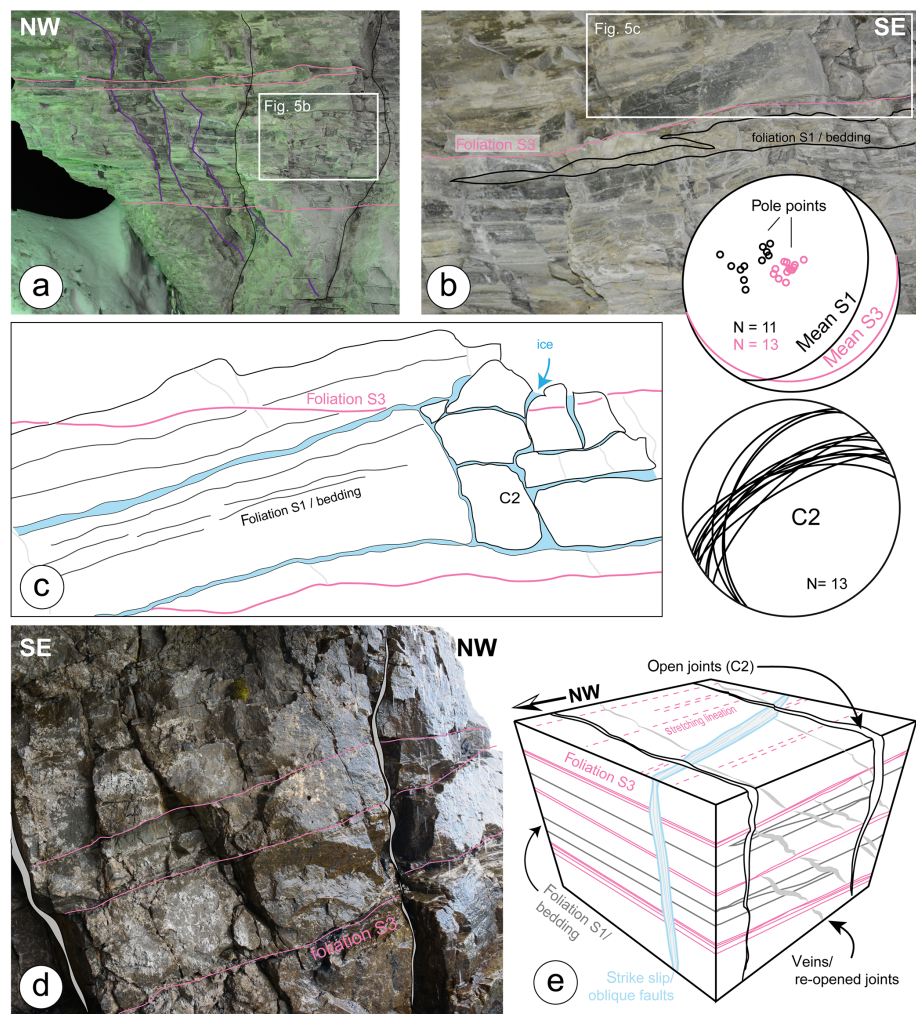 NW
Fig. 5b
a
SE
Fig. 5c
Foliation S3
foliation S1 / bedding
b
Pole points
N = 11
N = 13
Mean S1
Mean S3
ice
Foliation S3
Foliation S1 / bedding
C2
c
C2
N= 13
SE
NW
foliation S3
d
Open joints (C2)
NW
Stretching lineation
Foliation S3
Foliation S1/
bedding
Strike slip/
oblique faults
Veins/
re-opened joints
e